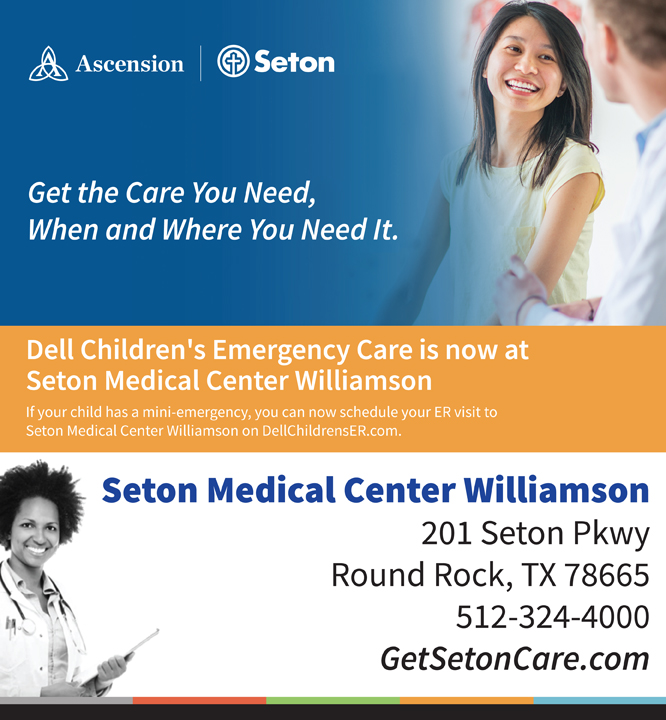 Ascension
Seton
Get the Care You Need,
When and Where You Need It.
Dell Children's Emergency Care is now at
Seton Medical Center Williamson
If your child has a mini-emergency, you can now schedule your ER visit to
Seton Medical Center Williamson on DellChildrensER.com.
Seton Medical Center Williamson
201 Seton Pkwy
Round Rock, TX 78665
512-324-4000
GetSetonCare.com